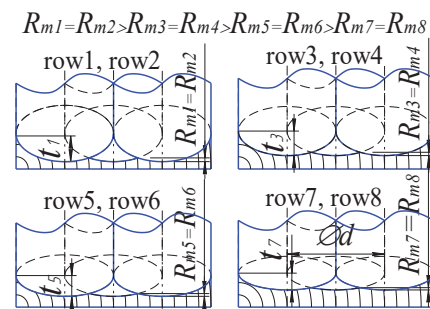 Rm1=Rm2>Rm3=Rm4>Rm5=Rm6>Rm7=Rm8
row1, row2
row3, row4
t1
Rm1=Rm2
t3
Rm3=Rm4
row5, row6
row7, row8
t5
Rm5=Rm6
t7
Ød
Rm7=Rm8